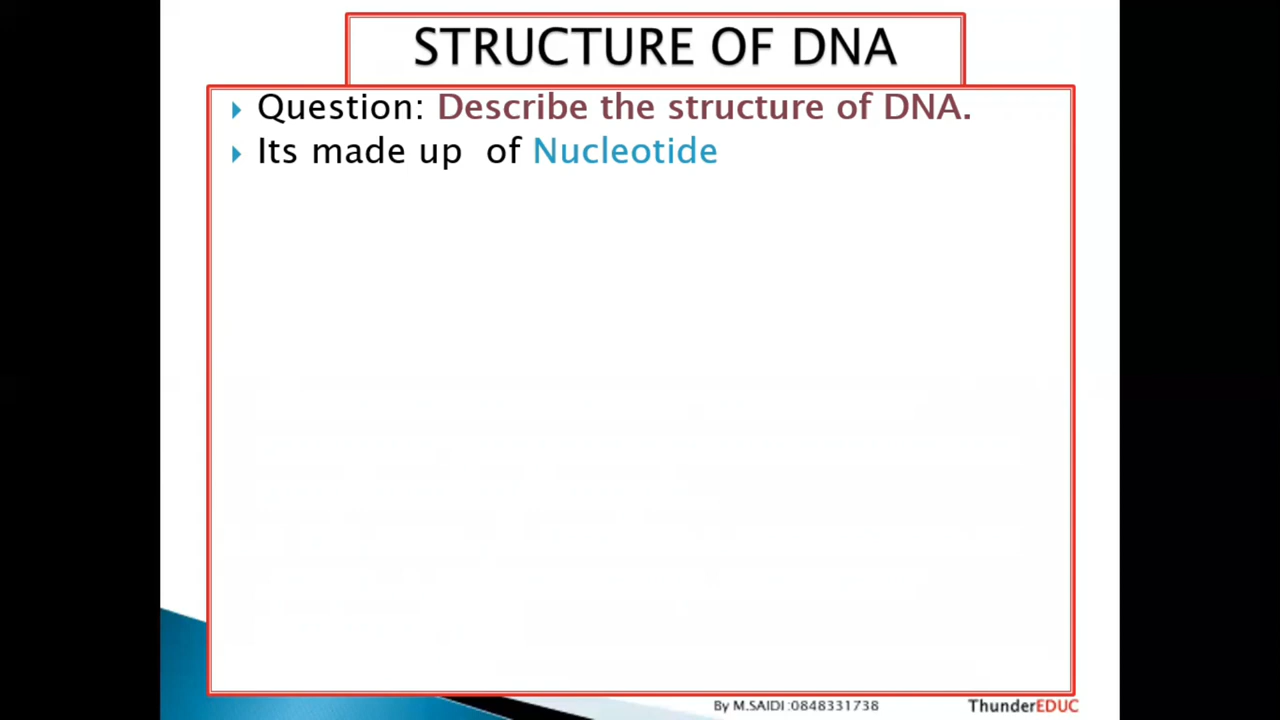 STRUCTURE OF DNA
Question: Describe the structure of DNA.
Its made up of Nucleotide
By M.SAIDI :0848331738
ThunderEDUC